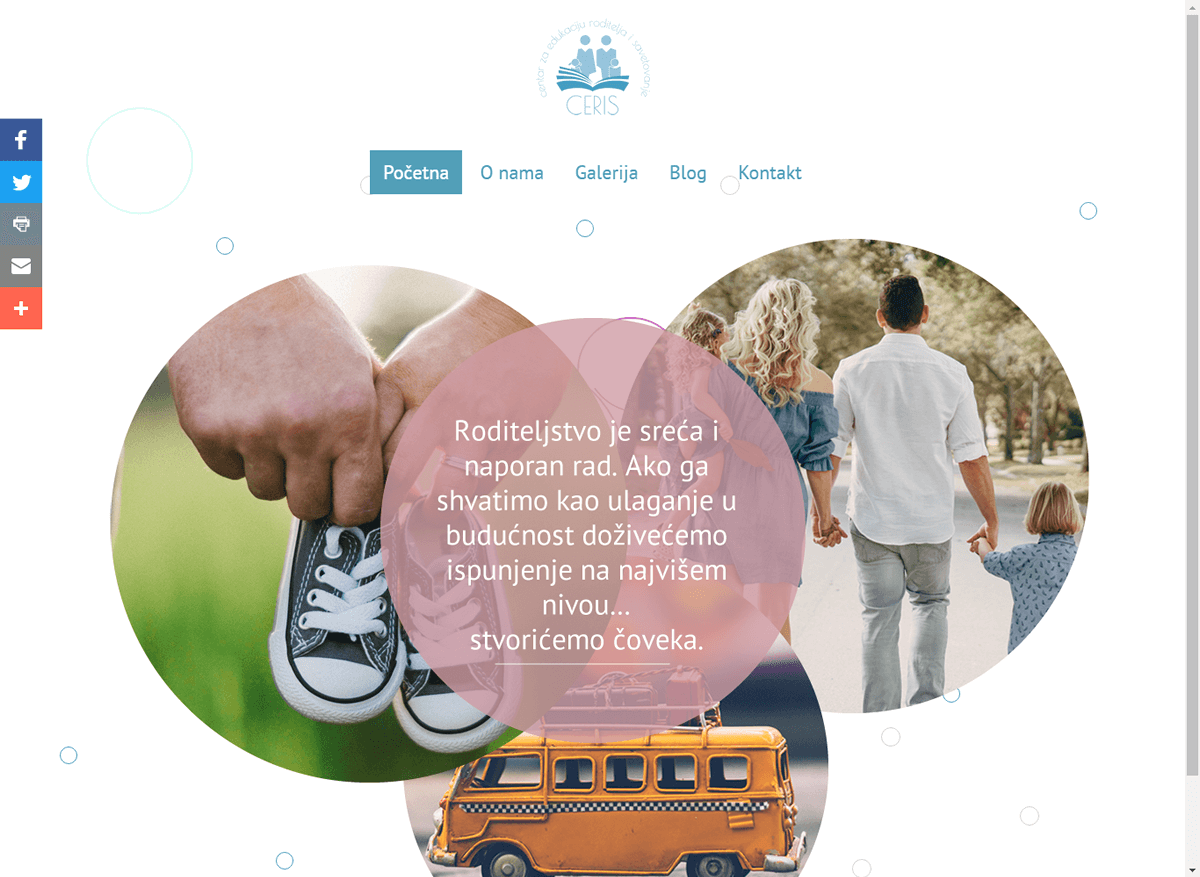 centar za edukaciju roditelja i savetovanje
CERIS
Početna O nama Galerija Blog Kontakt
Roditeljstvo je sreća i
naporan rad. Ako ga
shvatimo kao ulaganje u
budućnost doživećemo
ispunjenje na najvišem
nivou...
stvorićemo čoveka.